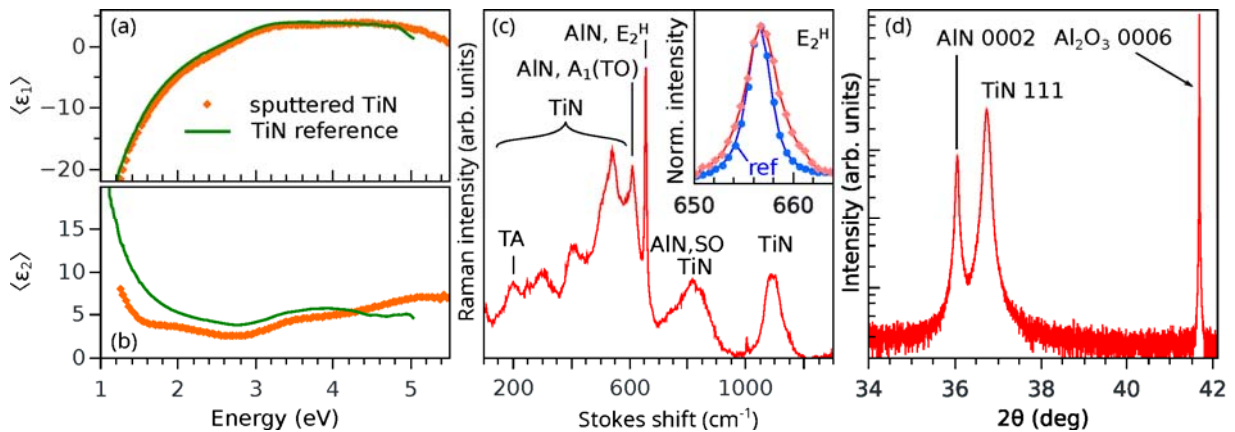 (a)
0
−10
−20
⟨ε₁⟩
sputtered TiN
TiN reference
(b)
15
10
5
0
⟨ε₂⟩
1
2
3
4
5
Energy (eV)
(c)
AlN, E₂ᴴ
AlN, A₁(TO)
TiN
TA
AlN,SO
TiN
TiN
Raman intensity (arb. units)
200
600
1000
Stokes shift (cm⁻¹)
E₂ᴴ
ref
Norm. intensity
650
660
(d)
AlN 0002
Al₂O₃ 0006
TiN 111
Intensity (arb. units)
34
36
38
40
42
2θ (deg)